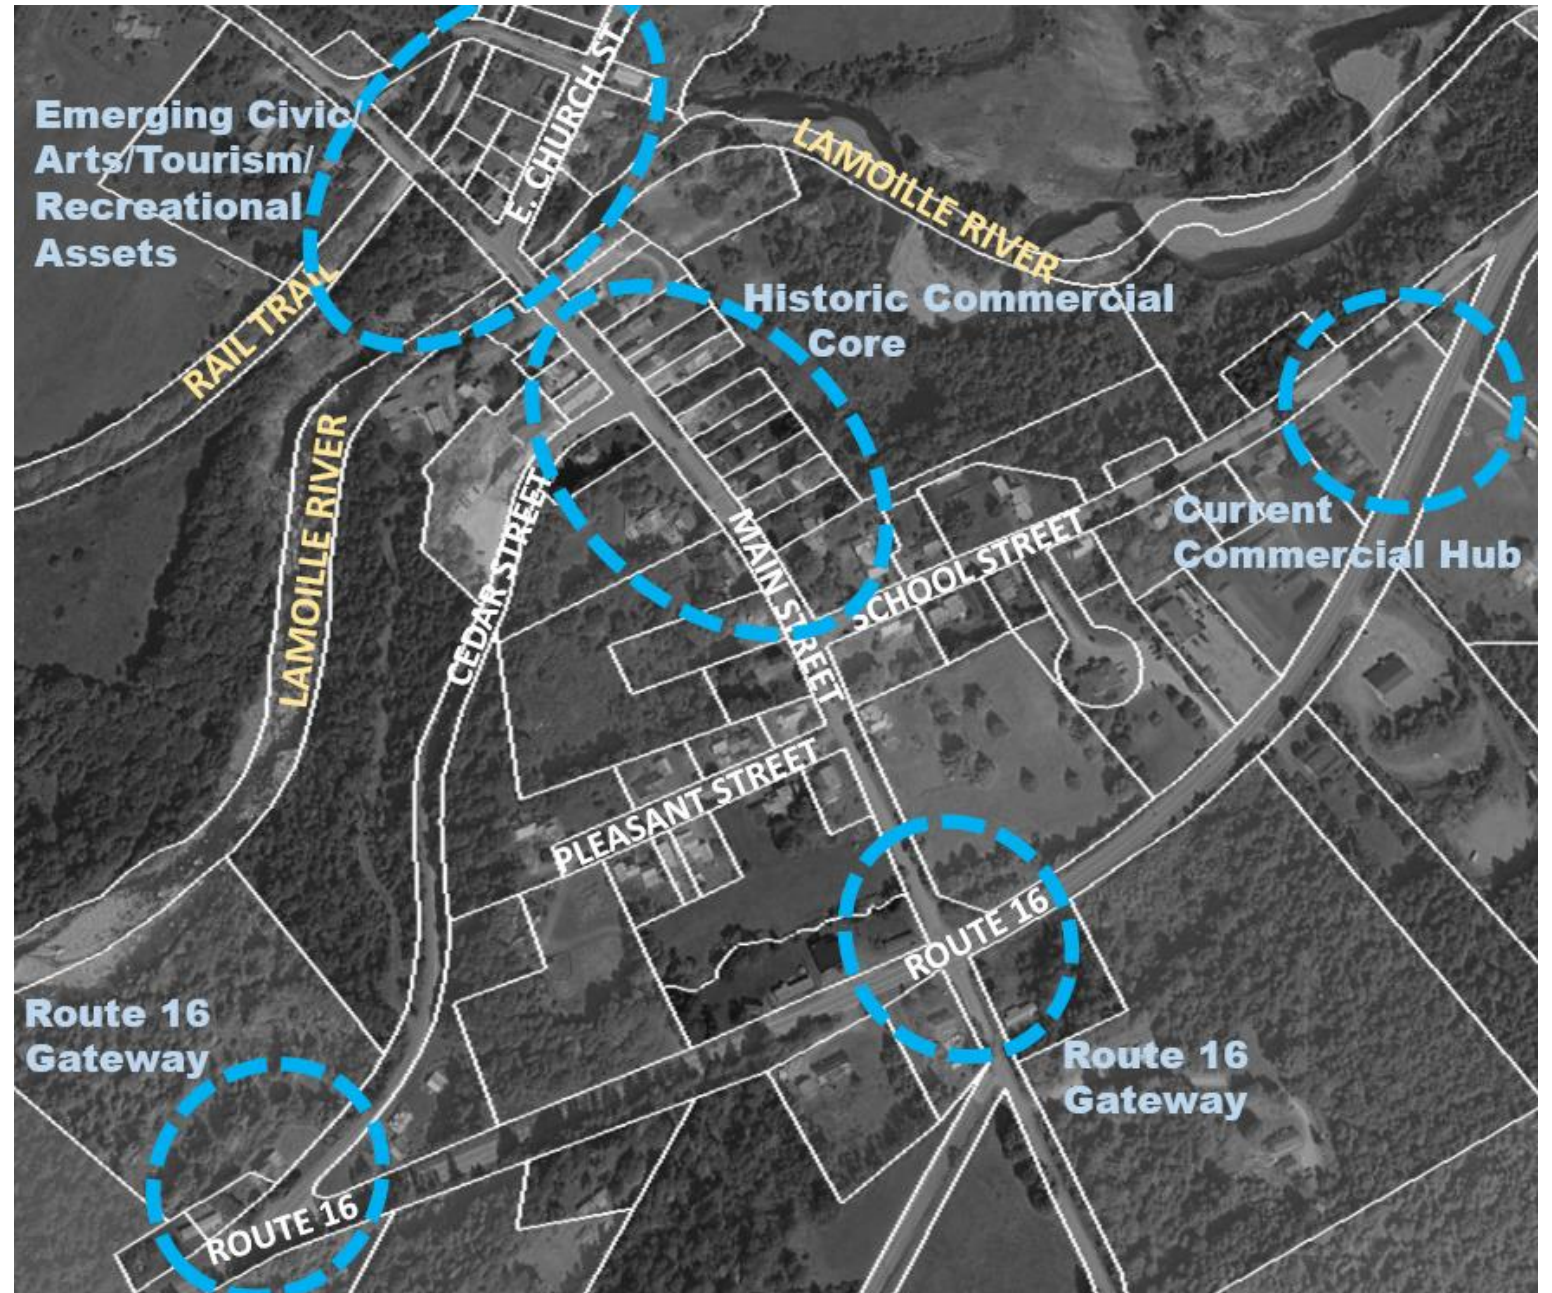 Emerging Civic/
Arts/Tourism/
Recreational
Assets
E. CHURCH ST
LAMOILLE RIVER
RAIL TRAIL
Historic Commercial
Core
LAMOILLE RIVER
CEDAR STREET
MAIN STREET
SCHOOL STREET
Current
Commercial Hub
PLEASANT STREET
ROUTE 16
Route 16
Gateway
Route 16
Gateway
ROUTE 16